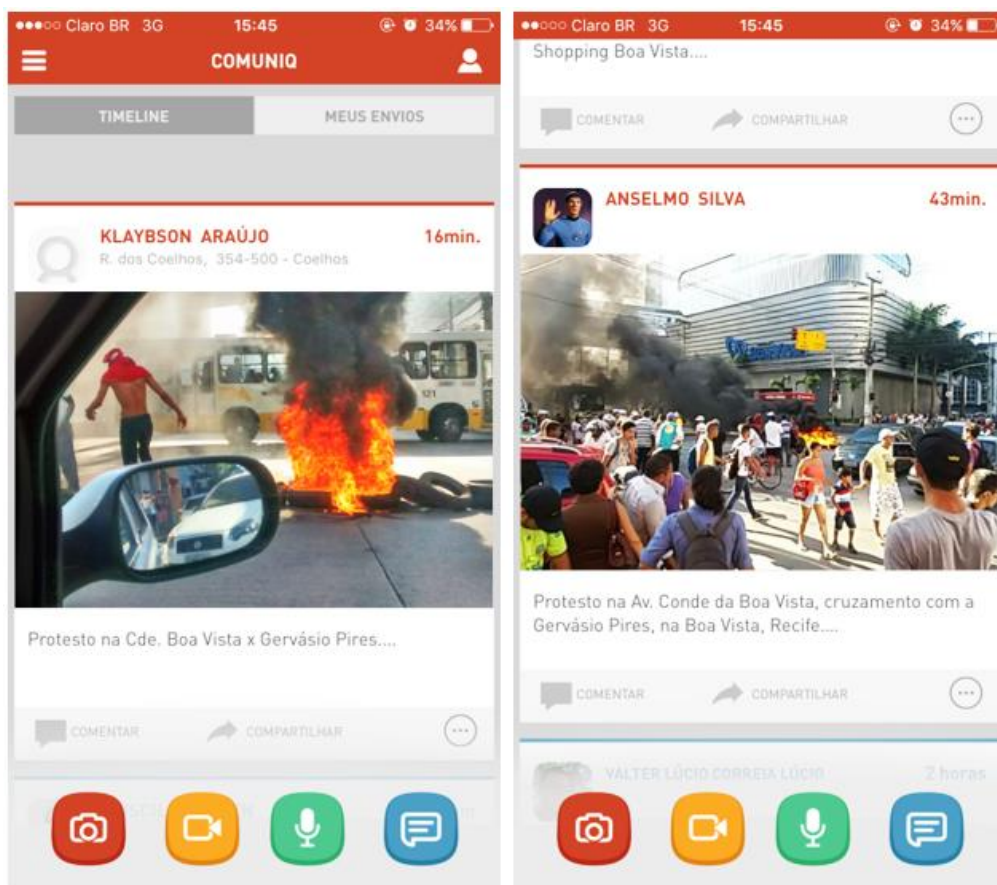 Claro BR 3G 15:45 34%
COMUNIQ
TIMELINE MEUS ENVIOS
KLAYBSON ARAÚJO 16min.
R. dos Coelhos, 354-500 - Coelhos
121
Protesto na Cde. Boa Vista x Gervásio Pires....
COMENTAR COMPARTILHAR
Claro BR 3G 15:45 34%
Shopping Boa Vista....
COMENTAR COMPARTILHAR
ANSELMO SILVA 43min.
Protesto na Av. Conde da Boa Vista, cruzamento com a
Gervásio Pires, na Boa Vista, Recife....
COMENTAR COMPARTILHAR
VALTER LÚCIO CORREIA LÚCIO 2 horas